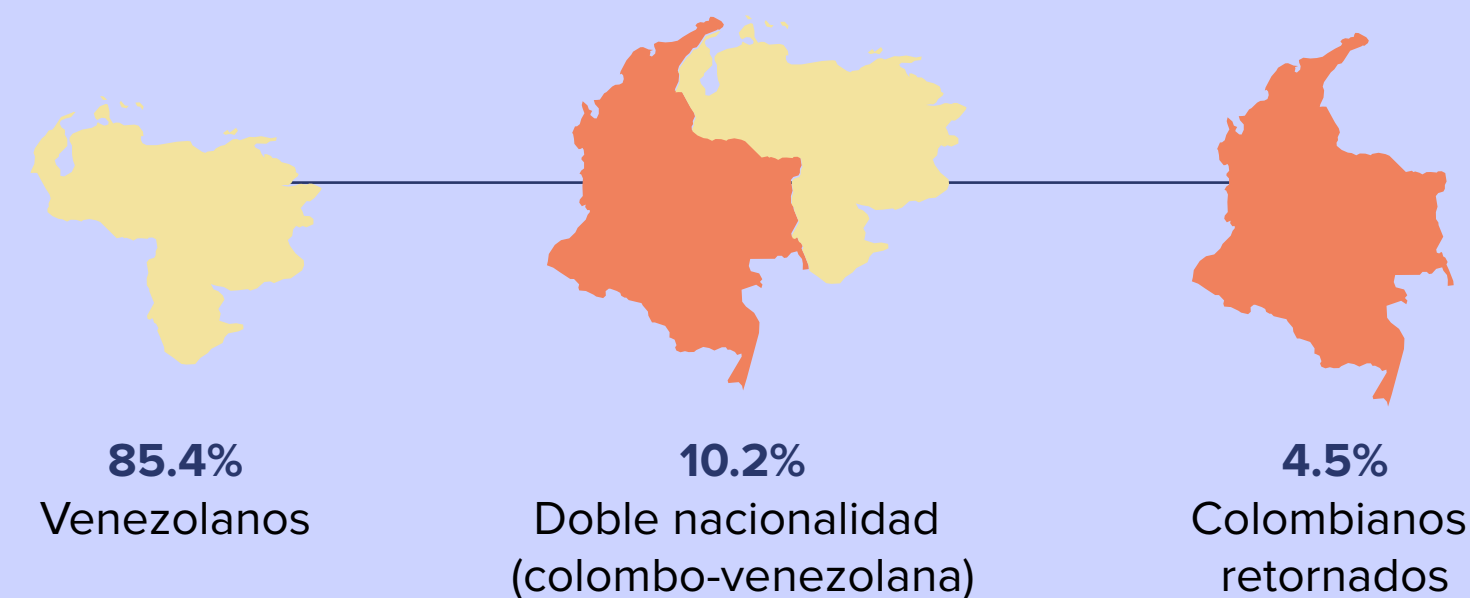 85.4%
Venezolanos
10.2%
Doble nacionalidad
(colombo-venezolana)
4.5%
Colombianos
retornados